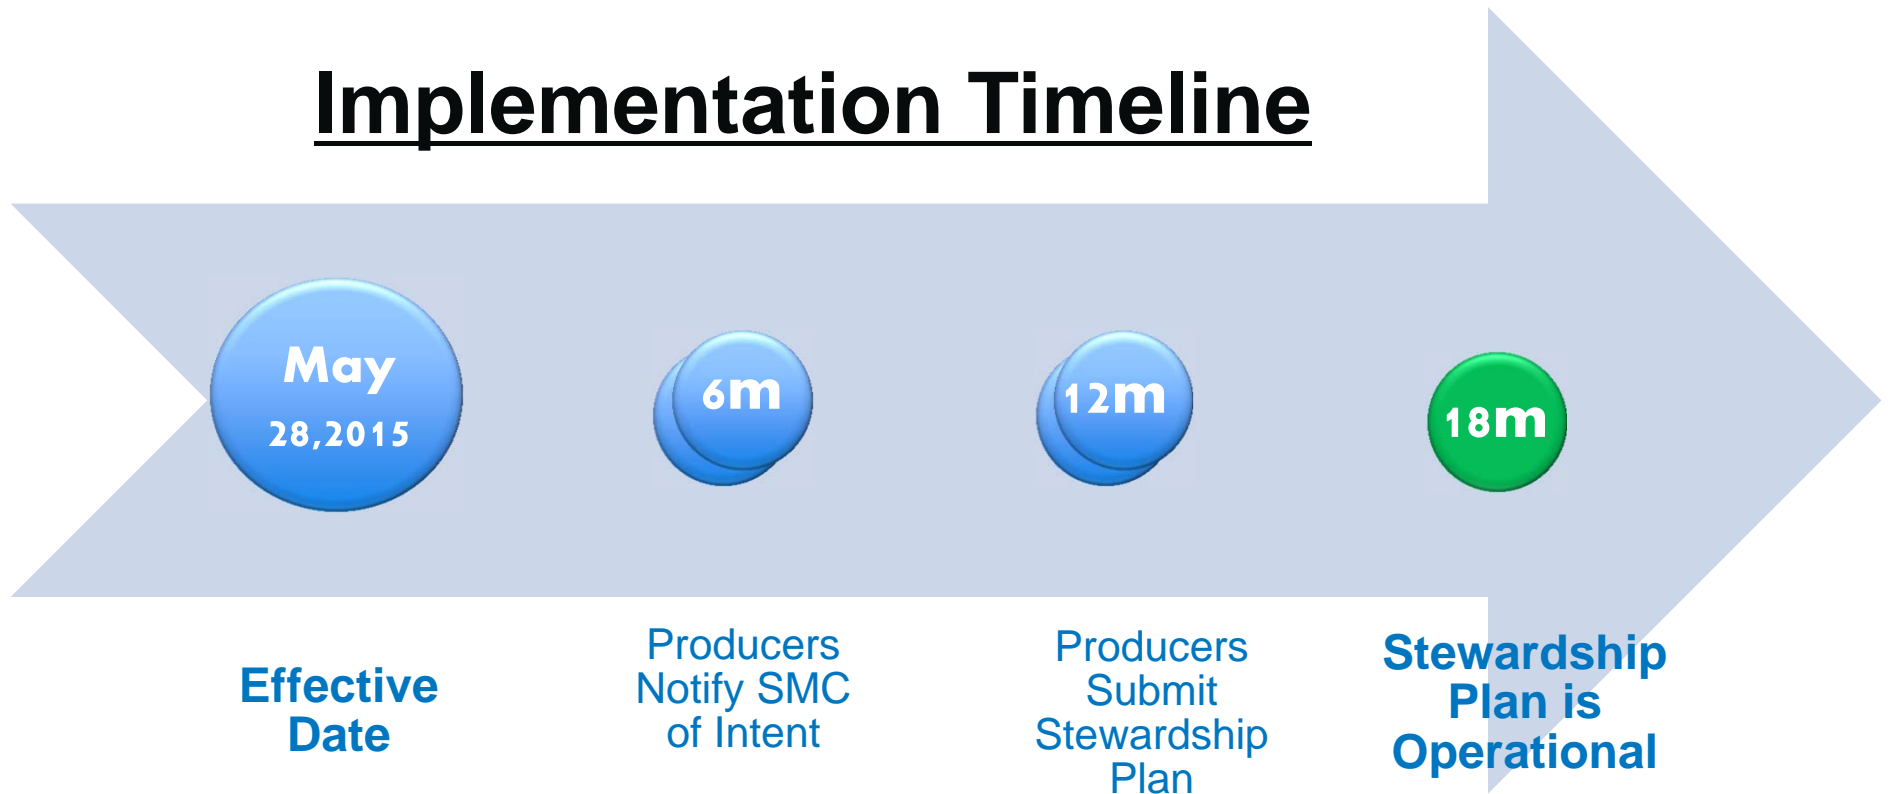 Implementation Timeline
May
28,2015
6m
12m
18m
Effective
Date
Producers
Notify SMC
of Intent
Producers
Submit
Stewardship
Plan
Stewardship
Plan is
Operational